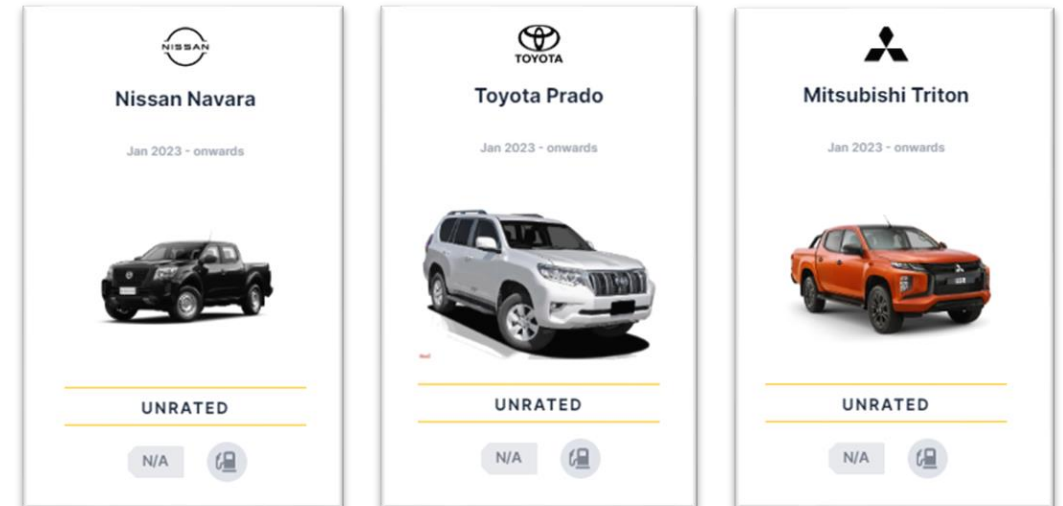 NISSAN
Nissan Navara
Jan 2023 - onwards
UNRATED
N/A
TOYOTA
Toyota Prado
Jan 2023 - onwards
UNRATED
N/A
Mitsubishi Triton
Jan 2023 - onwards
UNRATED
N/A